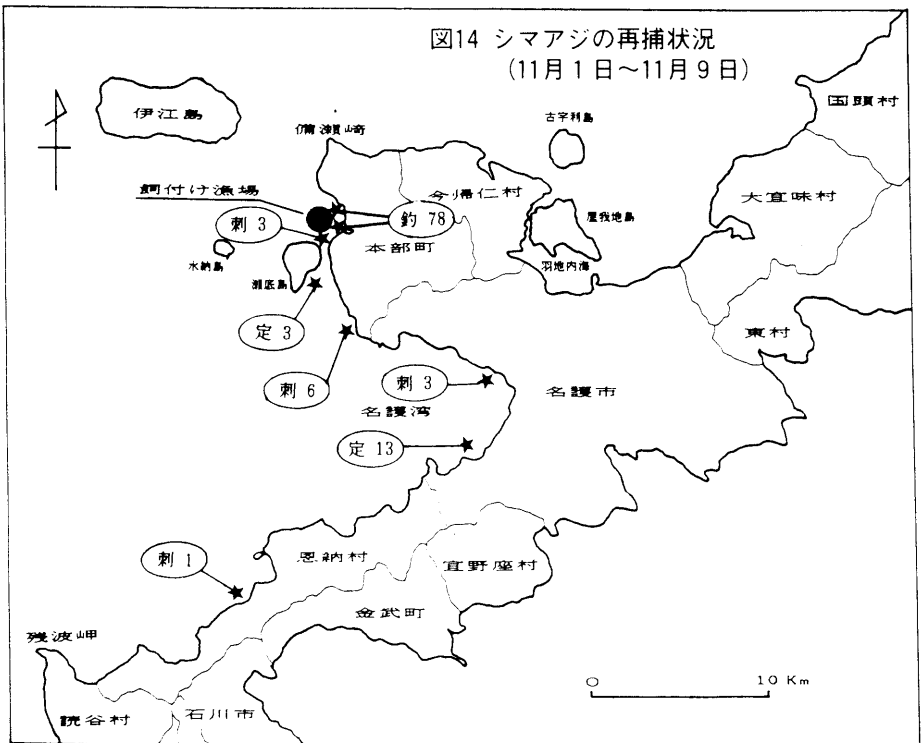 図14 シマアジの再捕状況
(11月1日~11月9日)
伊江島
備瀬崎
古宇利島
国頭村
飼付け漁場
今帰仁村
大宜味村
刺 3
釣 78
屋我地島
本部町
水納島
瀬底島
羽地内海
定 3
東村
刺 6
刺 3
名護市
名護湾
定 13
恩納村
宜野座村
刺 1
金武町
残波岬
0 10 Km
読谷村
石川市